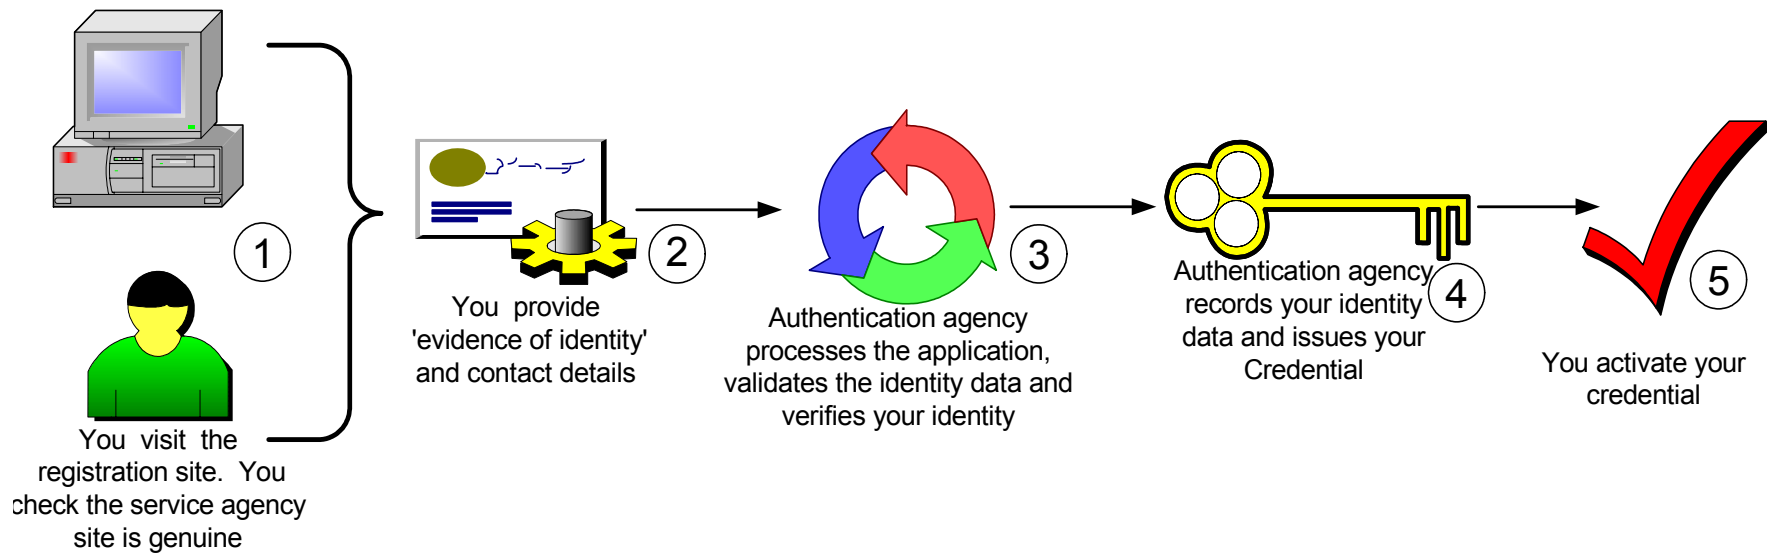 1
You visit the
registration site. You
check the service agency
site is genuine
2
You provide
'evidence of identity'
and contact details
3
Authentication agency
processes the application,
validates the identity data and
verifies your identity
4
Authentication agency
records your identity
data and issues your
Credential
5
You activate your
credential